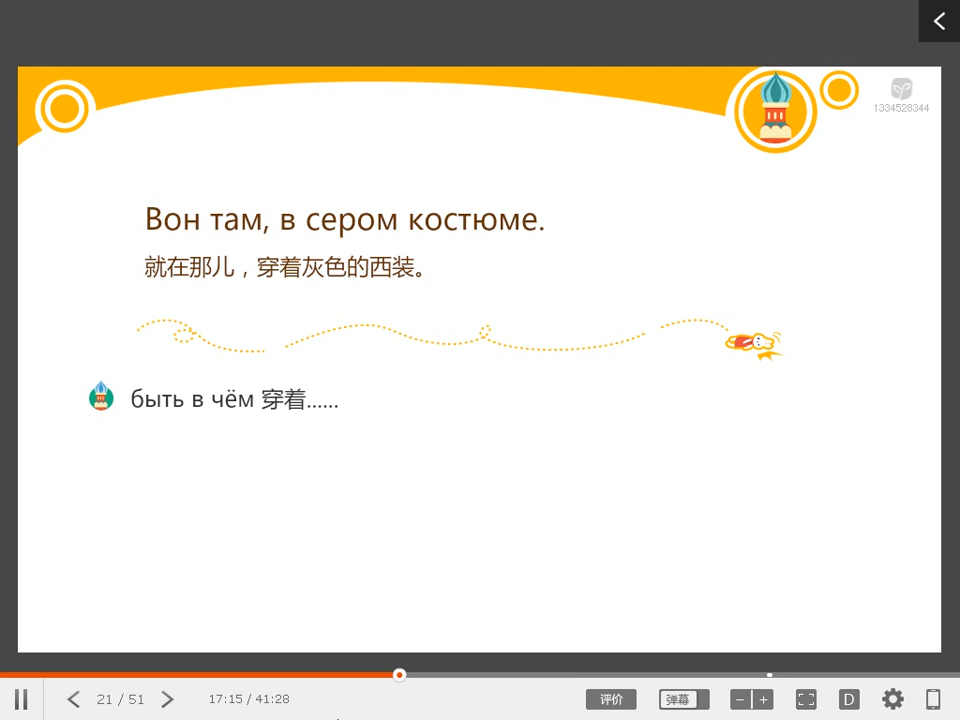 1334528344
Вон там, в сером костюме.
就在那儿，穿着灰色的西装。
быть в чём 穿着......
21 / 51
17:15 / 41:28
评价
弹幕
D